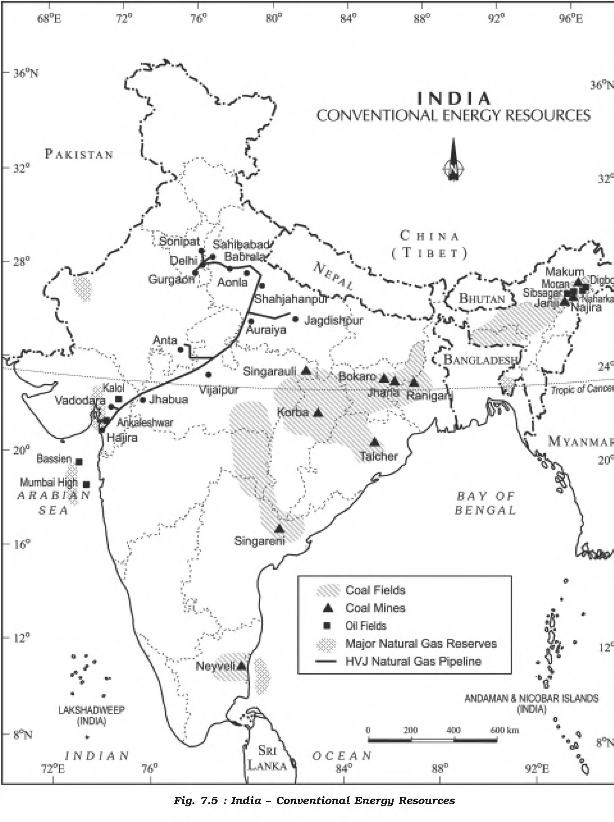 68°E 72° 76° 80° 84° 88° 92° 96°E
36°N
36°N
INDIA
CONVENTIONAL ENERGY RESOURCES
PAKISTAN
32°
32°
CHINA
(TIBET)
Sonipat
Sahibabad
Delhi
Babrala
28°
Gurgaon
Aonla
NEPAL
Makum
Moran
Digbo
Sibsagar
Naharka
Janji
Najira
BHUTAN
Shahjahanpur
Jagdishpur
Auraiya
Anta
BANGLADESH
24°
Singarauli
Bokaro
Jharia
Raniganj
Tropic of Cancer
Kalol
Vijaipur
Vadodara
Jhabua
Korba
Ankaleshwar
Hajira
MYANMAR
20°
20°
Talcher
Bassien
Mumbai High
ARABIAN
SEA
BAY OF
BENGAL
16°
Singareni
Coal Fields
Coal Mines
Oil Fields
Major Natural Gas Reserves
HVJ Natural Gas Pipeline
12°
12°
Neyveli
LAKSHADWEEP
(INDIA)
ANDAMAN & NICOBAR ISLANDS
(INDIA)
0 200 400 600 km
8°N
8°N
INDIAN
SRI
LANKA
OCEAN
72°E 76° 84° 88° 92°E
Fig. 7.5 : India – Conventional Energy Resources